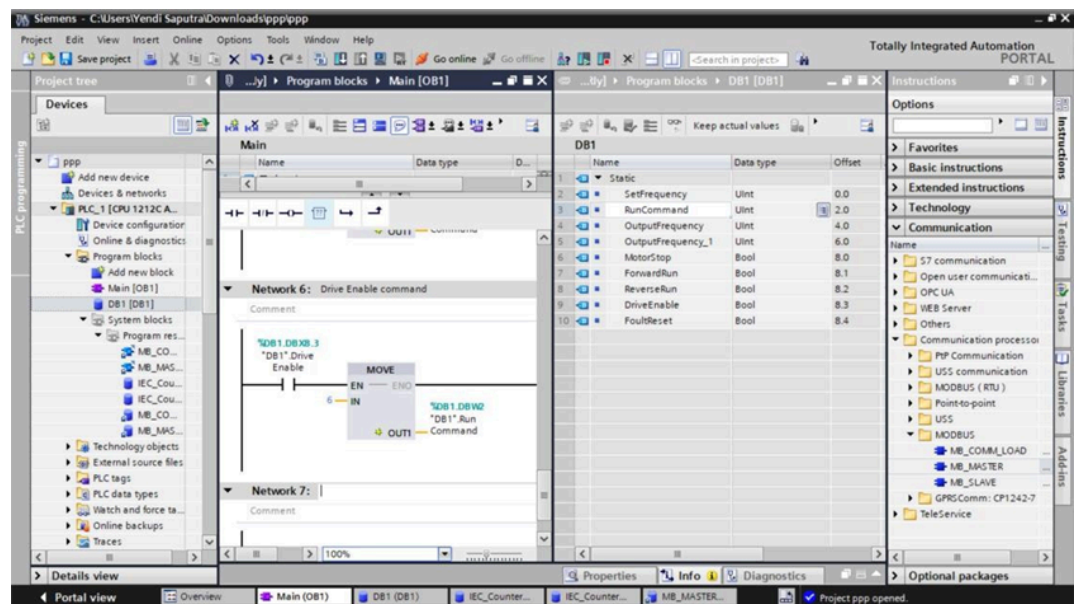 Siemens - C:\Users\Yendi Saputra\Downloads\ppp\ppp
Project Edit View Insert Online Options Tools Window Help
Totally Integrated Automation
PORTAL
Save project
Go online
Go offline
<Search in project>
Project tree
...ly] ▸ Program blocks ▸ Main [OB1]
...tly] ▸ Program blocks ▸ DB1 [DB1]
Instructions
PLC programming
Devices
ppp
Add new device
Devices & networks
PLC_1 [CPU 1212C A...
Device configuration
Online & diagnostics
Program blocks
Add new block
Main [OB1]
DB1 [DB1]
System blocks
Program res...
MB_CO...
MB_MAS...
IEC_Cou...
IEC_Cou...
MB_CO...
MB_MAS...
Technology objects
External source files
PLC tags
PLC data types
Watch and force ta...
Online backups
Traces
Details view
Main
Name Data type D...
OUT1 Command
Network 6: Drive Enable command
Comment
%DB1.DBX8.3
"DB1".Drive
Enable
MOVE
EN ENO
6 IN
%DB1.DBW2
"DB1".Run
OUT1 Command
Network 7:
Comment
100%
Keep actual values
DB1
Name Data type Offset
1 Static
2 SetFrequency UInt 0.0
3 RunCommand UInt 2.0
4 OutputFrequency UInt 4.0
5 OutputFrequency_1 UInt 6.0
6 MotorStop Bool 8.0
7 ForwardRun Bool 8.1
8 ReverseRun Bool 8.2
9 DriveEnable Bool 8.3
10 FoultReset Bool 8.4
Properties Info Diagnostics
Options
Favorites
Basic instructions
Extended instructions
Technology
Communication
Name
S7 communication
Open user communicati...
OPC UA
WEB Server
Others
Communication processor
PtP Communication
USS communication
MODBUS ( RTU )
Point-to-point
USS
MODBUS
MB_COMM_LOAD
MB_MASTER
MB_SLAVE
GPRSComm: CP1242-7
TeleService
Optional packages
Instructions
Testing
Tasks
Libraries
Add-ins
Portal view Overview Main (OB1) DB1 (DB1) IEC_Counter... IEC_Counter... MB_MASTER... Project ppp opened.